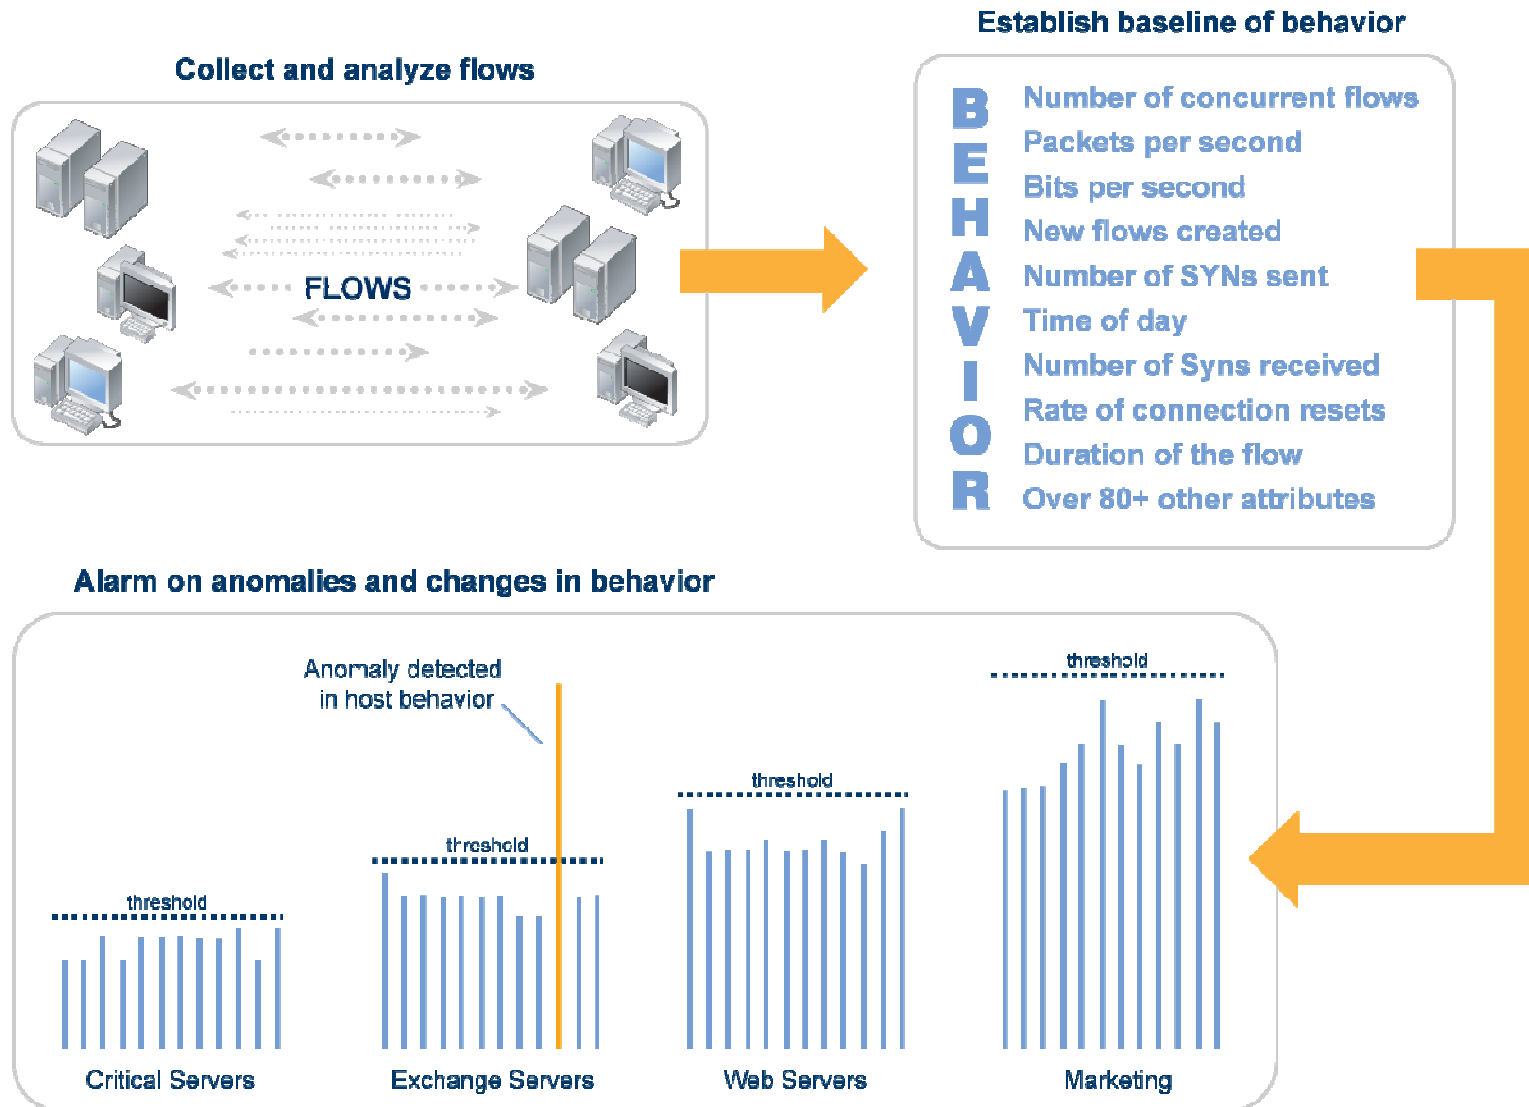 Collect and analyze flows
FLOWS
Establish baseline of behavior
BEHAVIOR
Number of concurrent flows
Packets per second
Bits per second
New flows created
Number of SYNs sent
Time of day
Number of Syns received
Rate of connection resets
Duration of the flow
Over 80+ other attributes
Alarm on anomalies and changes in behavior
Anomaly detected
in host behavior
threshold
threshold
threshold
threshold
Critical Servers
Exchange Servers
Web Servers
Marketing